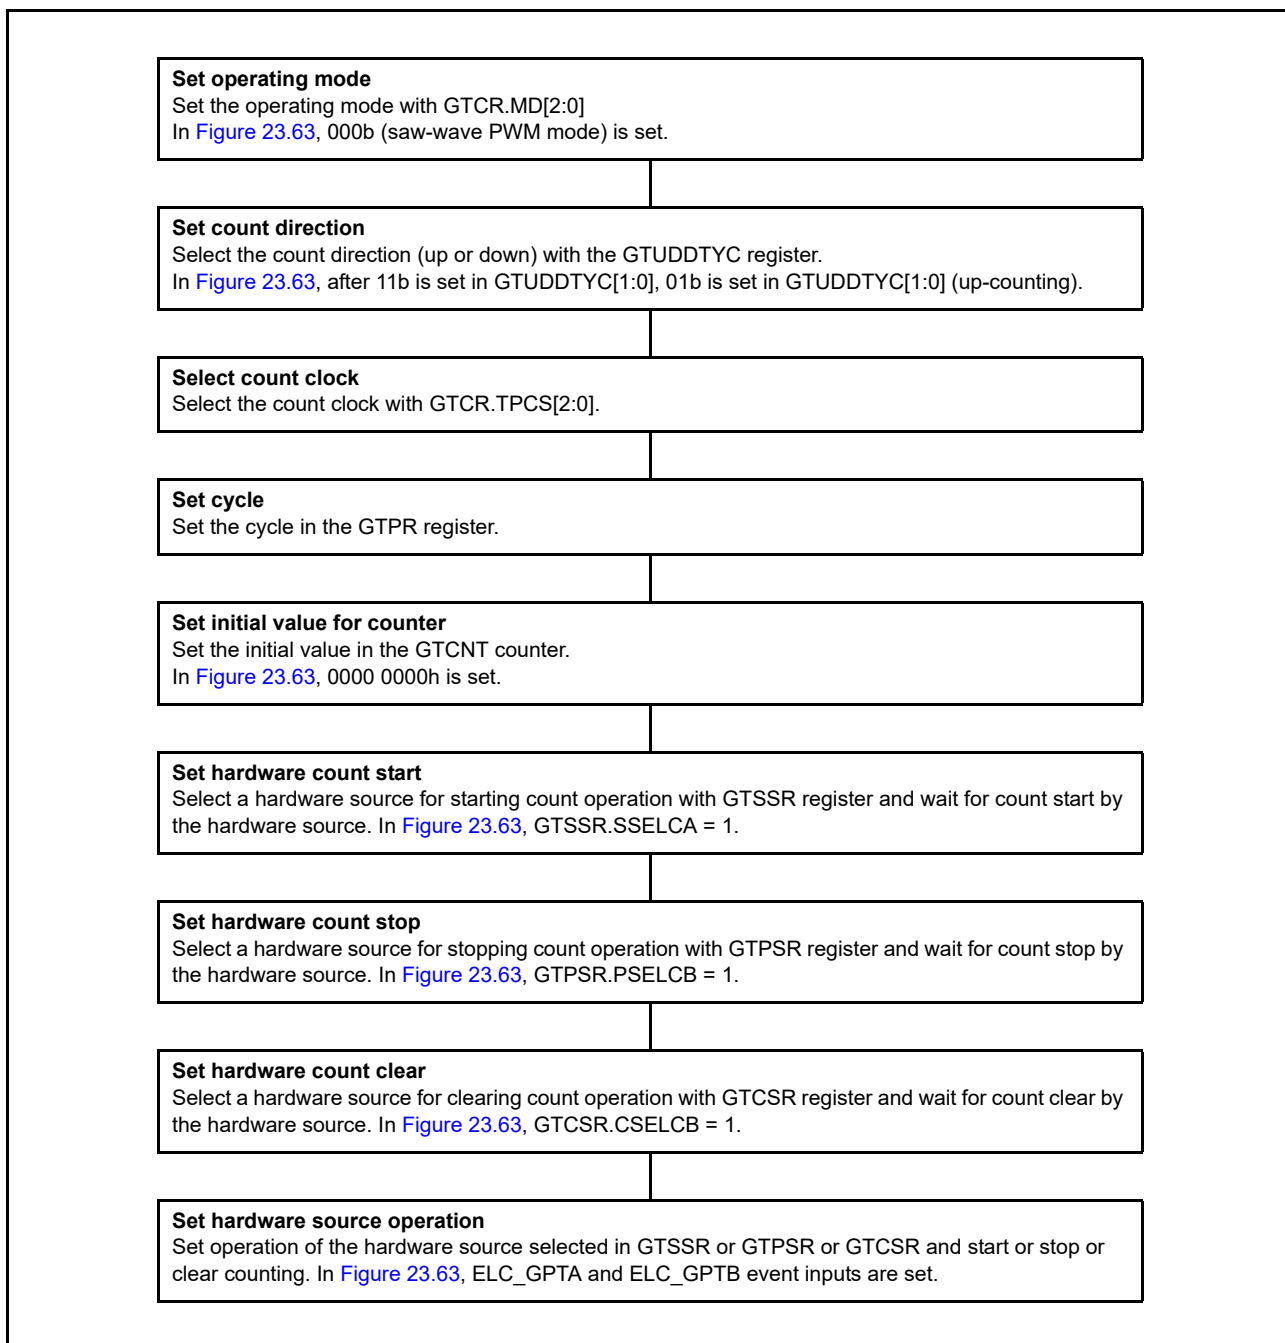 Set operating mode
Set the operating mode with GTCR.MD[2:0]
In Figure 23.63, 000b (saw-wave PWM mode) is set.
Set count direction
Select the count direction (up or down) with the GTUDDTYC register.
In Figure 23.63, after 11b is set in GTUDDTYC[1:0], 01b is set in GTUDDTYC[1:0] (up-counting).
Select count clock
Select the count clock with GTCR.TPCS[2:0].
Set cycle
Set the cycle in the GTPR register.
Set initial value for counter
Set the initial value in the GTCNT counter.
In Figure 23.63, 0000 0000h is set.
Set hardware count start
Select a hardware source for starting count operation with GTSSR register and wait for count start by
the hardware source. In Figure 23.63, GTSSR.SSELCA = 1.
Set hardware count stop
Select a hardware source for stopping count operation with GTPSR register and wait for count stop by
the hardware source. In Figure 23.63, GTPSR.PSELCB = 1.
Set hardware count clear
Select a hardware source for clearing count operation with GTCSR register and wait for count clear by
the hardware source. In Figure 23.63, GTCSR.CSELCB = 1.
Set hardware source operation
Set operation of the hardware source selected in GTSSR or GTPSR or GTCSR and start or stop or
clear counting. In Figure 23.63, ELC_GPTA and ELC_GPTB event inputs are set.